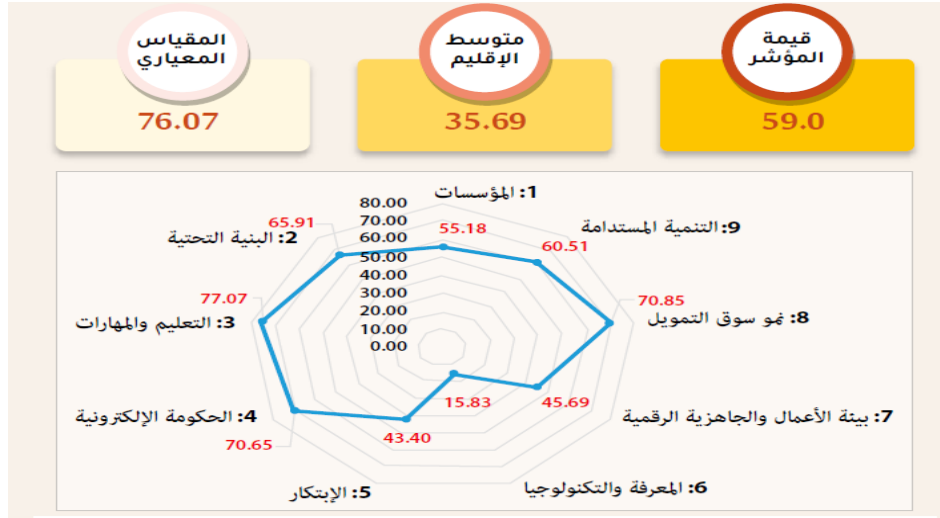 قيمة
المؤشر
59.0
متوسط
الإقليم
35.69
المقياس
المعياري
76.07
1: المؤسسات
55.18
2: البنية التحتية
65.91
3: التعليم والمهارات
77.07
4: الحكومة الإلكترونية
70.65
5: الإبتكار
43.40
6: المعرفة والتكنولوجيا
15.83
7: بيئة الأعمال والجاهزية الرقمية
45.69
8: نمو سوق التمويل
70.85
9: التنمية المستدامة
60.51
80.00
70.00
60.00
50.00
40.00
30.00
20.00
10.00
0.00